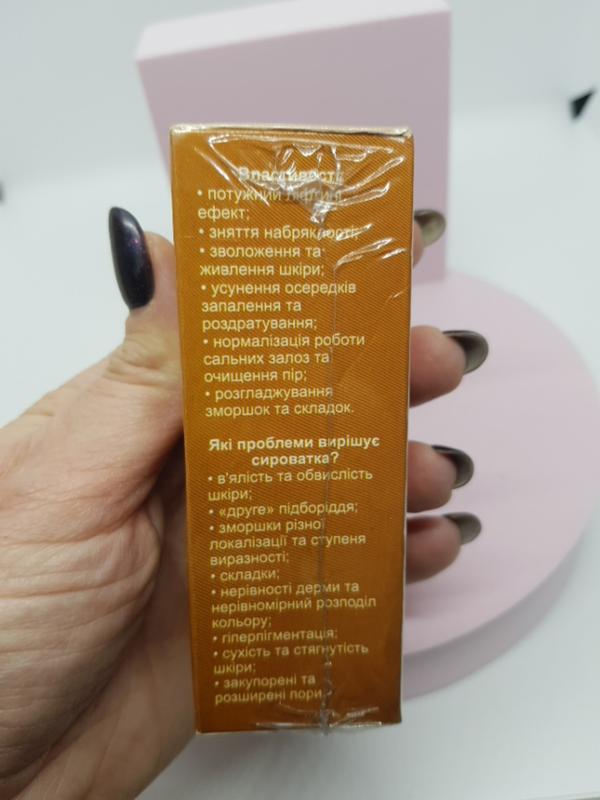 Властивості:
• потужний ліфтинг
ефект;
• зняття набряклості;
• зволоження та
живлення шкіри;
• усунення осередків
запалення та
роздратування;
• нормалізація роботи
сальних залоз та
очищення пір;
• розгладжування
зморшок та складок.
Які проблеми вирішує
сироватка?
• в'ялість та обвислість
шкіри;
• «друге» підборіддя;
• зморшки різної
локалізації та ступеня
виразності;
• складки;
• нерівності дерми та
нерівномірний розподіл
кольору;
• гіперпігментація;
• сухість та стягнутість
шкіри;
• закупорені та
розширені пори.